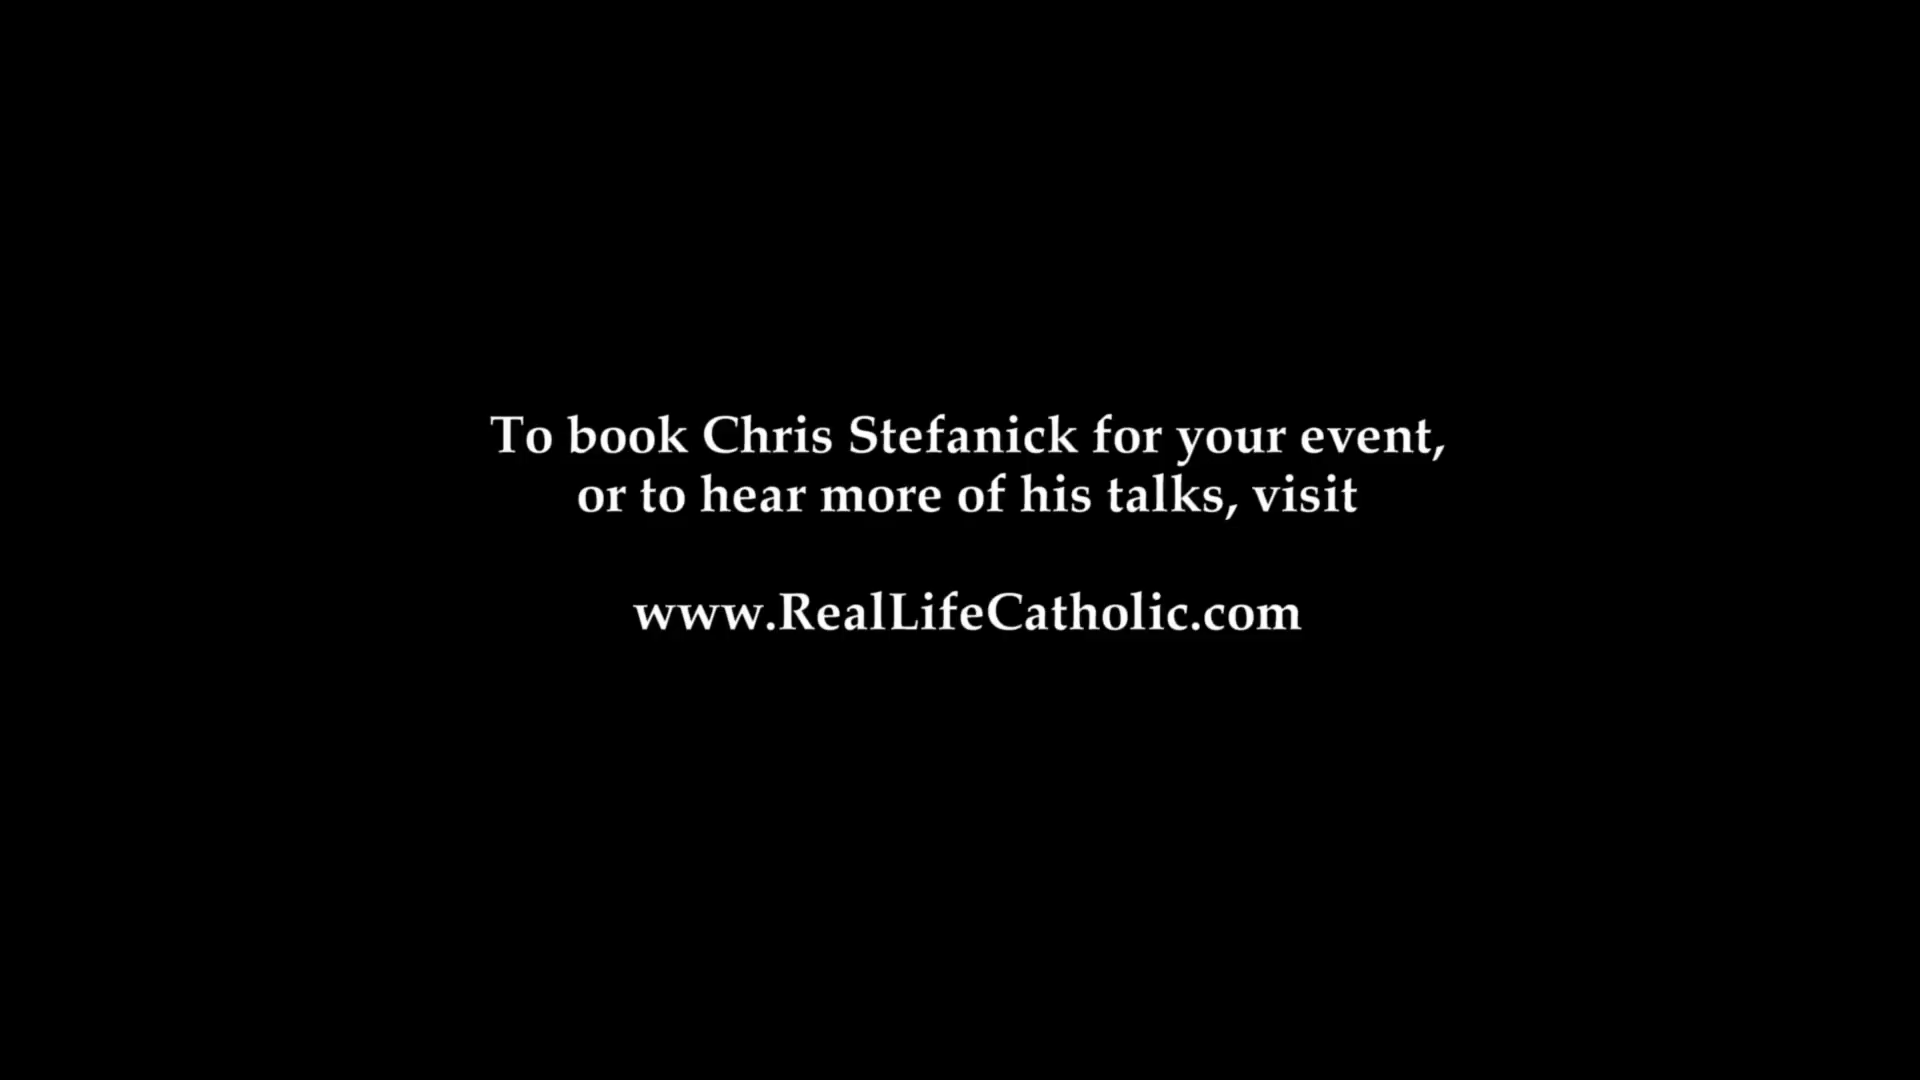 To book Chris Stefanick for your event,
or to hear more of his talks, visit
www.RealLifeCatholic.com